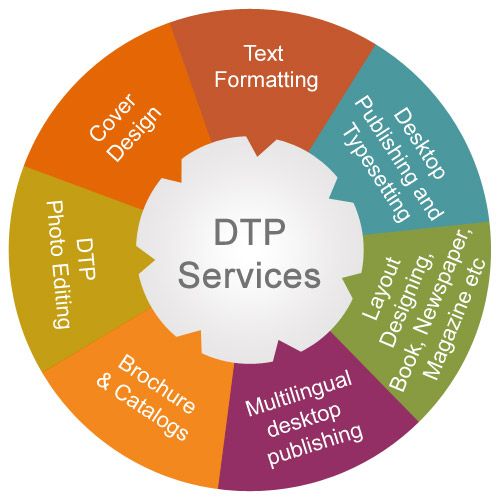 Text
Formatting
Desktop
Publishing and
Typesetting
Layout
Designing,
Book, Newspaper,
Magazine etc
Multilingual
desktop
publishing
Brochure
& Catalogs
DTP
Photo Editing
Cover
Design
DTP
Services